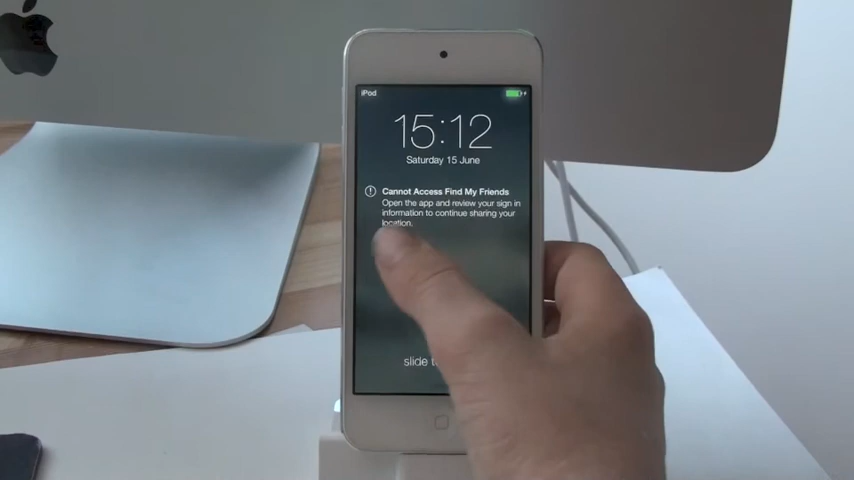 iPod
15:12
Saturday 15 June
Cannot Access Find My Friends
Open the app and review your sign in
information to continue sharing your
location.
slide